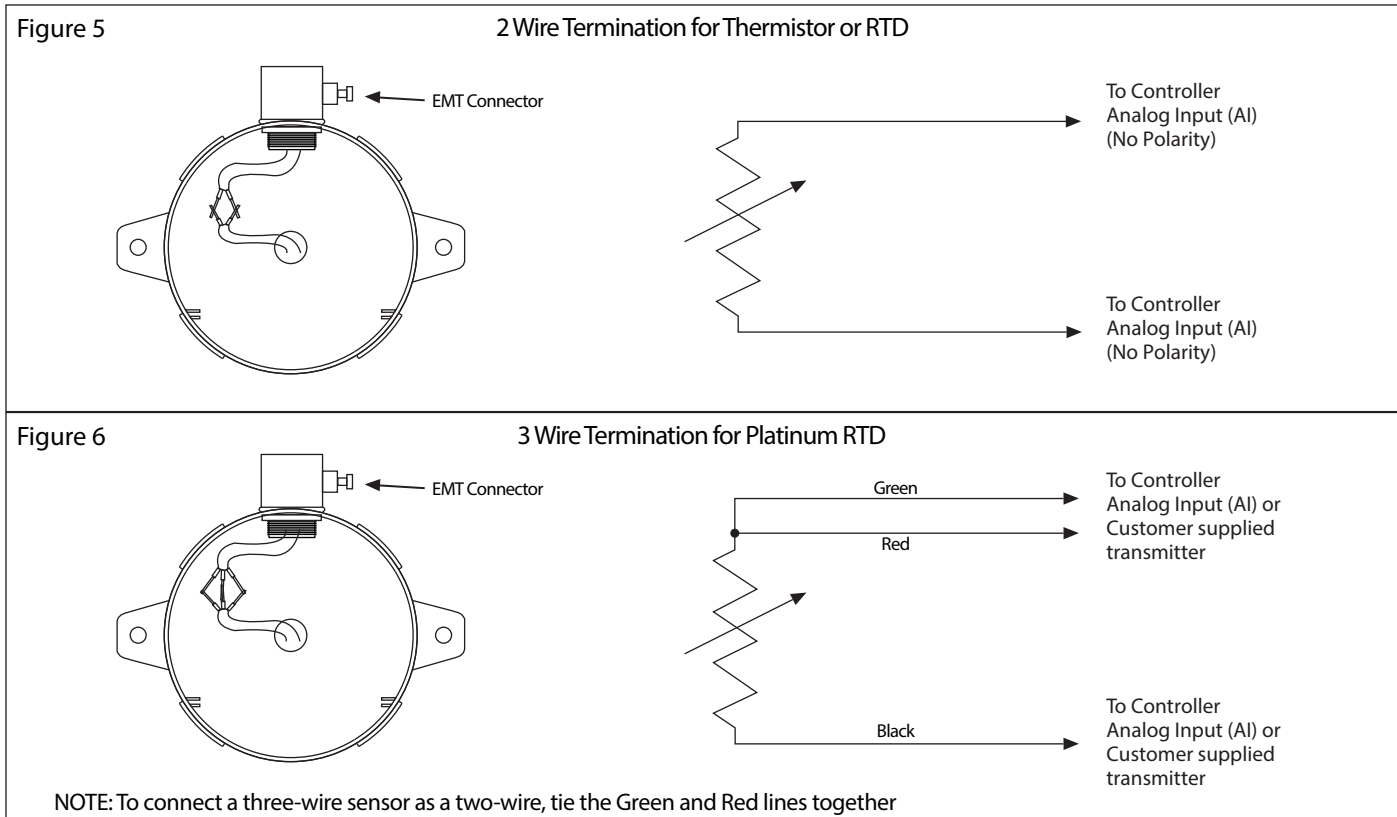 Figure 5
2 Wire Termination for Thermistor or RTD
EMT Connector
To Controller
Analog Input (AI)
(No Polarity)
To Controller
Analog Input (AI)
(No Polarity)
Figure 6
3 Wire Termination for Platinum RTD
EMT Connector
Green
Red
To Controller
Analog Input (AI) or
Customer supplied
transmitter
Black
To Controller
Analog Input (AI) or
Customer supplied
transmitter
NOTE: To connect a three-wire sensor as a two-wire, tie the Green and Red lines together